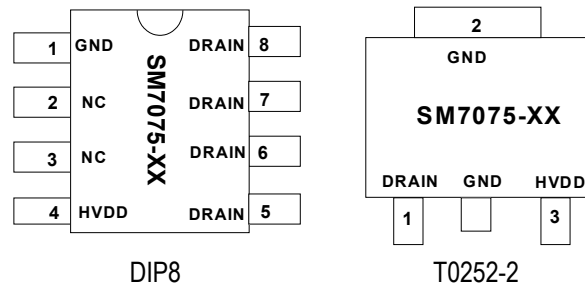 1 GND DRAIN 8
2 NC DRAIN 7
3 NC DRAIN 6
4 HVDD DRAIN 5
SM7075-XX
DIP8
2
GND
SM7075-XX
DRAIN GND HVDD
1 3
T0252-2